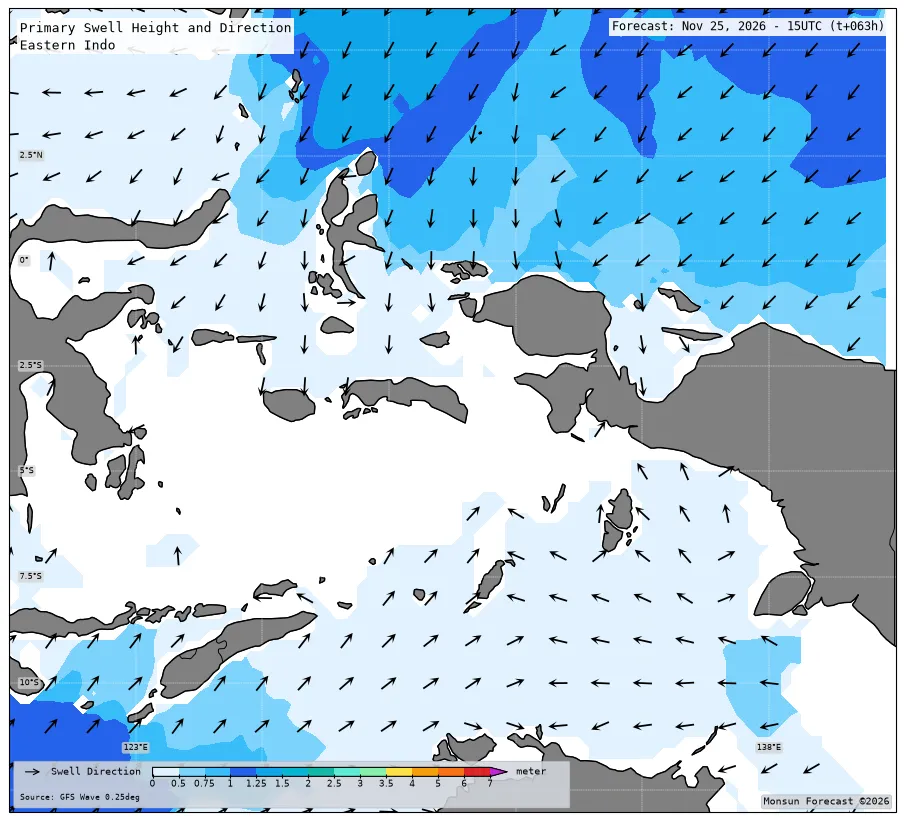 Primary Swell Height and Direction
Eastern Indo
Forecast: Nov 25, 2026 - 15UTC (t+063h)
2.5°N
0°
2.5°S
5°S
7.5°S
10°S
123°E
138°E
Swell Direction
0 0.5 0.75 1 1.25 1.5 1.75 2 2.5 3 3.5 4 5 6 7
meter
Source: GFS Wave 0.25deg
Monsun Forecast ©2026